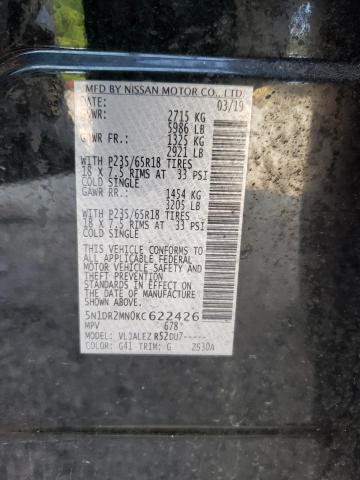 MFD BY NISSAN MOTOR CO., LTD.
DATE: 03/19
GVWR: 2715 KG
5986 LB
GAWR FR.: 1325 KG
2921 LB
WITH P235/65R18 TIRES
18 X 7.5 RIMS AT 33 PSI
COLD SINGLE
GAWR RR.: 1454 KG
3205 LB
WITH P235/65R18 TIRES
18 X 7.5 RIMS AT 33 PSI
COLD SINGLE
THIS VEHICLE CONFORMS TO
ALL APPLICABLE FEDERAL
MOTOR VEHICLE SAFETY
AND THEFT PREVENTION
STANDARDS IN EFFECT ON
THE DATE OF MANUFACTURE
SHOWN ABOVE.
5N1DR2MN0KC622426
MPV 678
MODEL: VLJALEZ R52DU7-----
COLOR: G41 TRIM: G 2630A